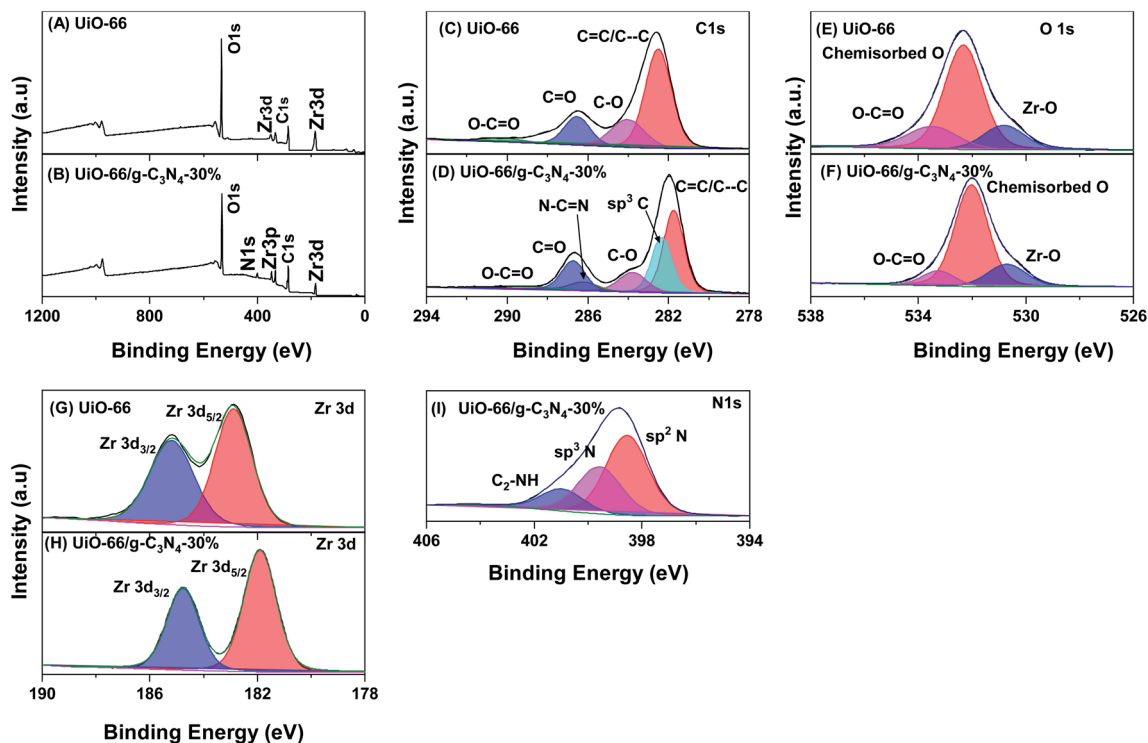 (A) UiO-66
O1s
Zr3d
C1s
Zr3d
(B) UiO-66/g-C₃N₄-30%
O1s
N1s
Zr3p
C1s
Zr3d
Intensity (a.u)
1200 800 400 0
Binding Energy (eV)
(C) UiO-66
C1s
C=C/C--C
C=O
C-O
O-C=O
(D) UiO-66/g-C₃N₄-30%
C=C/C--C
N-C=N
sp³ C
C=O
C-O
O-C=O
Intensity (a.u.)
294 290 286 282 278
Binding Energy (eV)
(E) UiO-66
O 1s
Chemisorbed O
O-C=O
Zr-O
(F) UiO-66/g-C₃N₄-30%
Chemisorbed O
O-C=O
Zr-O
Intensity (a.u.)
538 534 530 526
Binding Energy (eV)
(G) UiO-66
Zr 3d
Zr 3d₅/₂
Zr 3d₃/₂
(H) UiO-66/g-C₃N₄-30%
Zr 3d
Zr 3d₅/₂
Zr 3d₃/₂
Intensity (a.u)
190 186 182 178
Binding Energy (eV)
(I) UiO-66/g-C₃N₄-30%
N1s
sp² N
sp³ N
C₂-NH
Intensity (a.u.)
406 402 398 394
Binding Energy (eV)